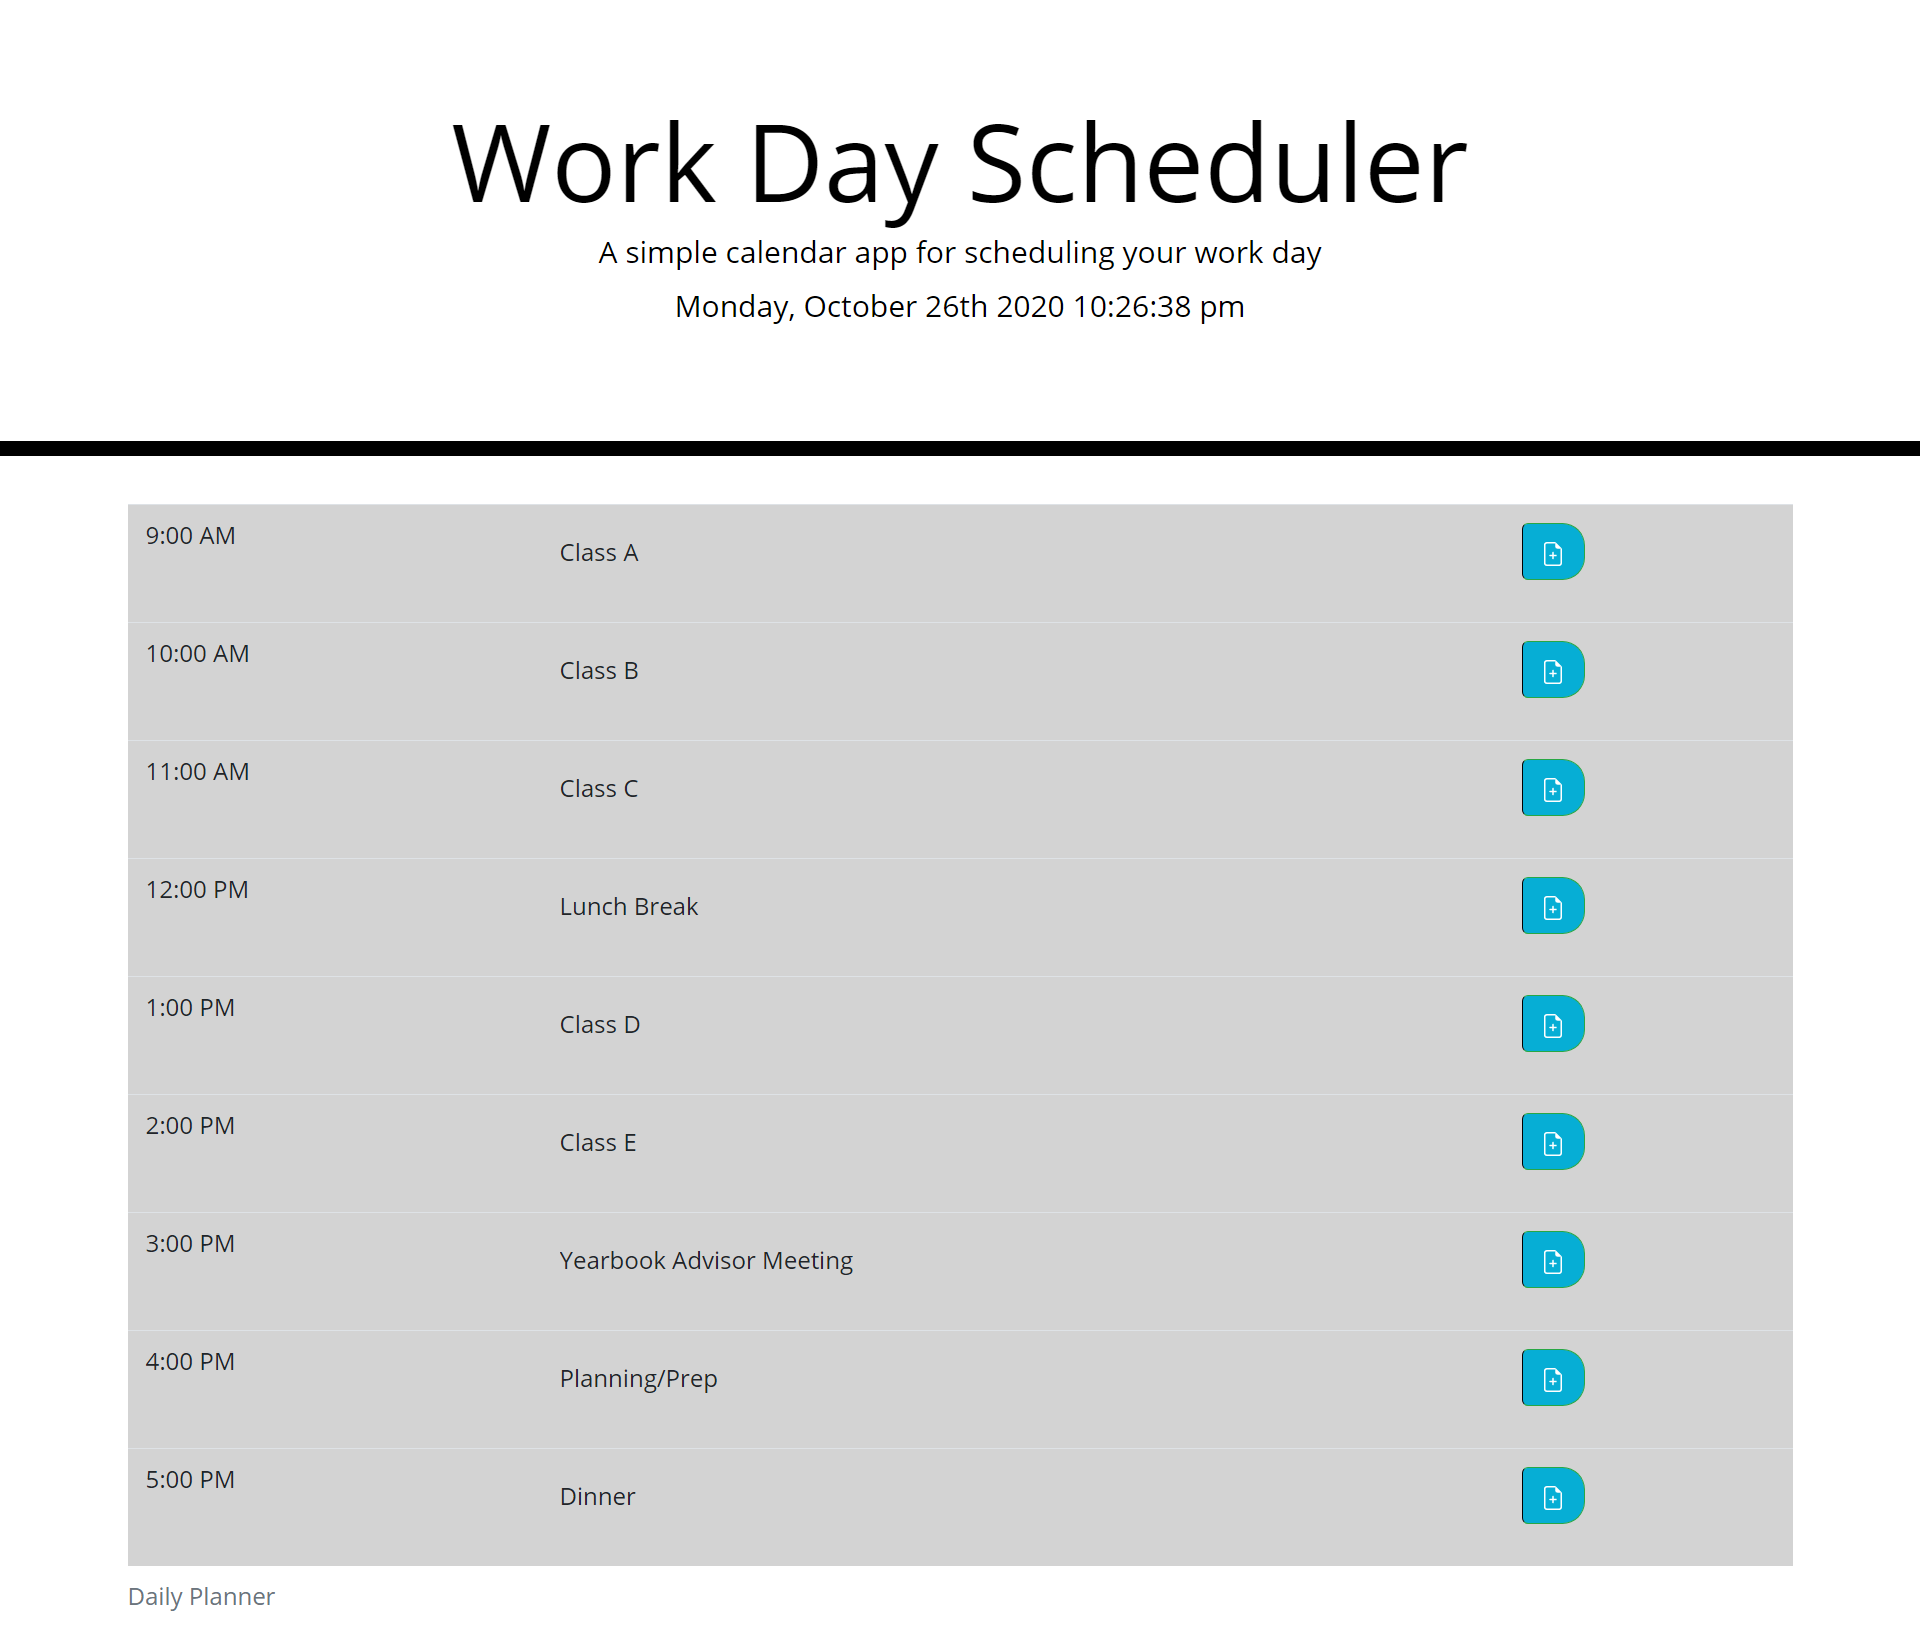 Work Day Scheduler
A simple calendar app for scheduling your work day
Monday, October 26th 2020 10:26:38 pm
9:00 AM
Class A
10:00 AM
Class B
11:00 AM
Class C
12:00 PM
Lunch Break
1:00 PM
Class D
2:00 PM
Class E
3:00 PM
Yearbook Advisor Meeting
4:00 PM
Planning/Prep
5:00 PM
Dinner
Daily Planner